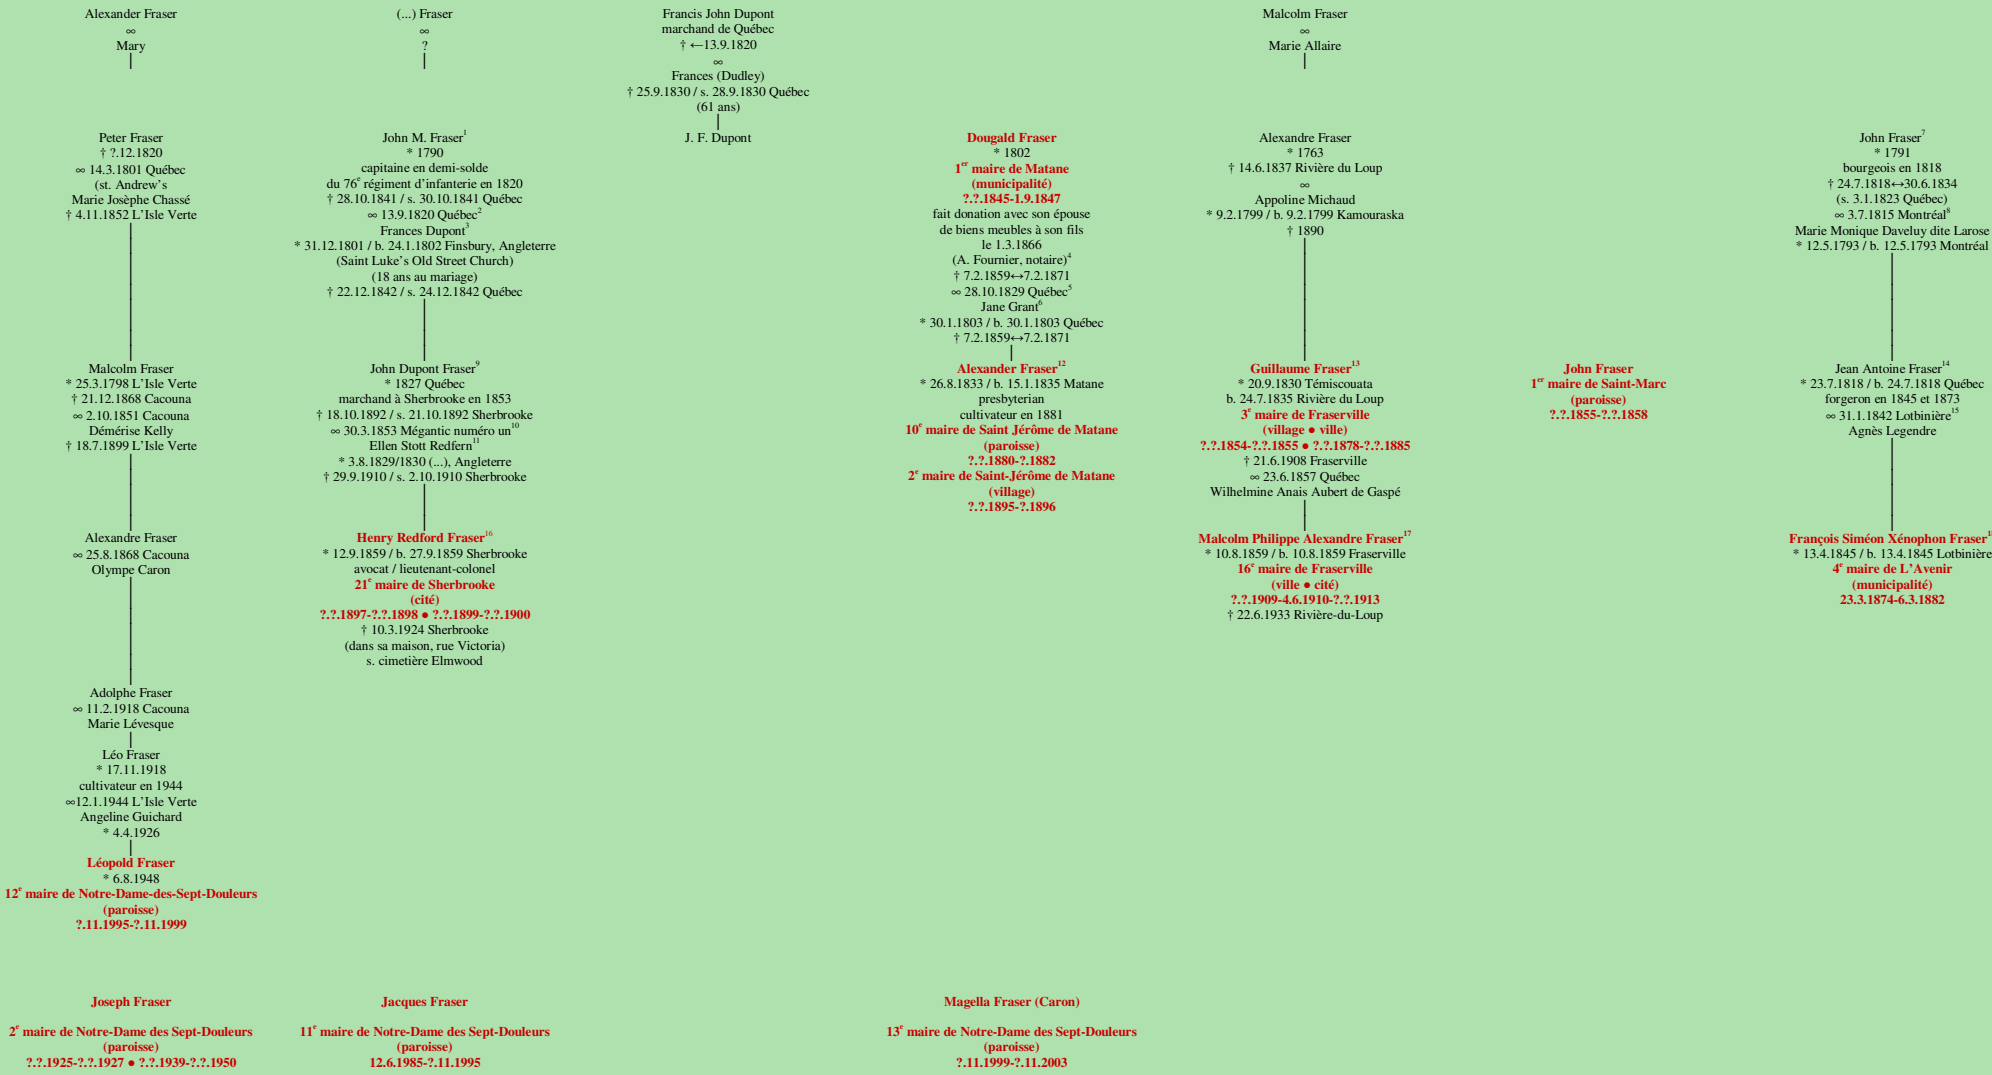 Alexander Fraser
∞
Mary
(...) Fraser
∞
?
Francis John Dupont
marchand de Québec
† ←13.9.1820
∞
Frances (Dudley)
† 25.9.1830 / s. 28.9.1830 Québec
(61 ans)
Malcolm Fraser
∞
Marie Allaire
Peter Fraser
† ?.12.1820
∞ 14.3.1801 Québec
(st. Andrew’s
Marie Josèphe Chassé
† 4.11.1852 L’Isle Verte
John M. Fraser1
* 1790
capitaine en demi-solde
du 76e régiment d’infanterie en 1820
† 28.10.1841 / s. 30.10.1841 Québec
∞ 13.9.1820 Québec2
Frances Dupont3
* 31.12.1801 / b. 24.1.1802 Finsbury, Angleterre
(Saint Luke’s Old Street Church)
(18 ans au mariage)
† 22.12.1842 / s. 24.12.1842 Québec
J. F. Dupont
Dougald Fraser
* 1802
1er maire de Matane
(municipalité)
?.?.1845-1.9.1847
fait donation avec son épouse
de biens meubles à son fils
le 1.3.1866
(A. Fournier, notaire)4
† 7.2.1859↔7.2.1871
∞ 28.10.1829 Québec5
Jane Grant6
* 30.1.1803 / b. 30.1.1803 Québec
† 7.2.1859↔7.2.1871
Alexandre Fraser
* 1763
† 14.6.1837 Rivière du Loup
∞
Appoline Michaud
* 9.2.1799 / b. 9.2.1799 Kamouraska
† 1890
John Fraser7
* 1791
bourgeois en 1818
† 24.7.1818↔30.6.1834
(s. 3.1.1823 Québec)
∞ 3.7.1815 Montréal8
Marie Monique Daveluy dite Larose
* 12.5.1793 / b. 12.5.1793 Montréal
Malcolm Fraser
* 25.3.1798 L’Isle Verte
† 21.12.1868 Cacouna
∞ 2.10.1851 Cacouna
Démérise Kelly
† 18.7.1899 L’Isle Verte
John Dupont Fraser9
* 1827 Québec
marchand à Sherbrooke en 1853
† 18.10.1892 / s. 21.10.1892 Sherbrooke
∞ 30.3.1853 Mégantic numéro un10
Ellen Stott Redfern11
* 3.8.1829/1830 (...), Angleterre
† 29.9.1910 / s. 2.10.1910 Sherbrooke
Alexander Fraser12
* 26.8.1833 / b. 15.1.1835 Matane
presbyterian
cultivateur en 1881
10e maire de Saint Jérôme de Matane
(paroisse)
?.?.1880-?.1882
2e maire de Saint-Jérôme de Matane
(village)
?.?.1895-?.1896
Guillaume Fraser13
* 20.9.1830 Témiscouata
b. 24.7.1835 Rivière du Loup
3e maire de Fraserville
(village ● ville)
?.?.1854-?.?.1855 ● ?.?.1878-?.?.1885
† 21.6.1908 Fraserville
∞ 23.6.1857 Québec
Wilhelmine Anais Aubert de Gaspé
John Fraser
1er maire de Saint-Marc
(paroisse)
?.?.1855-?.?.1858
Jean Antoine Fraser14
* 23.7.1818 / b. 24.7.1818 Québec
forgeron en 1845 et 1873
∞ 31.1.1842 Lotbinière15
Agnès Legendre
Alexandre Fraser
∞ 25.8.1868 Cacouna
Olympe Caron
Henry Redford Fraser16
* 12.9.1859 / b. 27.9.1859 Sherbrooke
avocat / lieutenant-colonel
21e maire de Sherbrooke
(cité)
?.?.1897-?.?.1898 ● ?.?.1899-?.?.1900
† 10.3.1924 Sherbrooke
(dans sa maison, rue Victoria)
s. cimetière Elmwood
Malcolm Philippe Alexandre Fraser17
* 10.8.1859 / b. 10.8.1859 Fraserville
16e maire de Fraserville
(ville ● cité)
?.?.1909-4.6.1910-?.?.1913
† 22.6.1933 Rivière-du-Loup
François Siméon Xénophon Fraser
* 13.4.1845 / b. 13.4.1845 Lotbinière
4e maire de L’Avenir
(municipalité)
23.3.1874-6.3.1882
Adolphe Fraser
∞ 11.2.1918 Cacouna
Marie Lévesque
Léo Fraser
* 17.11.1918
cultivateur en 1944
∞12.1.1944 L’Isle Verte
Angeline Guichard
* 4.4.1926
Léopold Fraser
* 6.8.1948
12e maire de Notre-Dame-des-Sept-Douleurs
(paroisse)
?.11.1995-?.11.1999
Joseph Fraser
2e maire de Notre-Dame des Sept-Douleurs
(paroisse)
?.?.1925-?.?.1927 ● ?.?.1939-?.?.1950
Jacques Fraser
11e maire de Notre-Dame des Sept-Douleurs
(paroisse)
12.6.1985-?.11.1995
Magella Fraser (Caron)
13e maire de Notre-Dame des Sept-Douleurs
(paroisse)
?.11.1999-?.11.2003